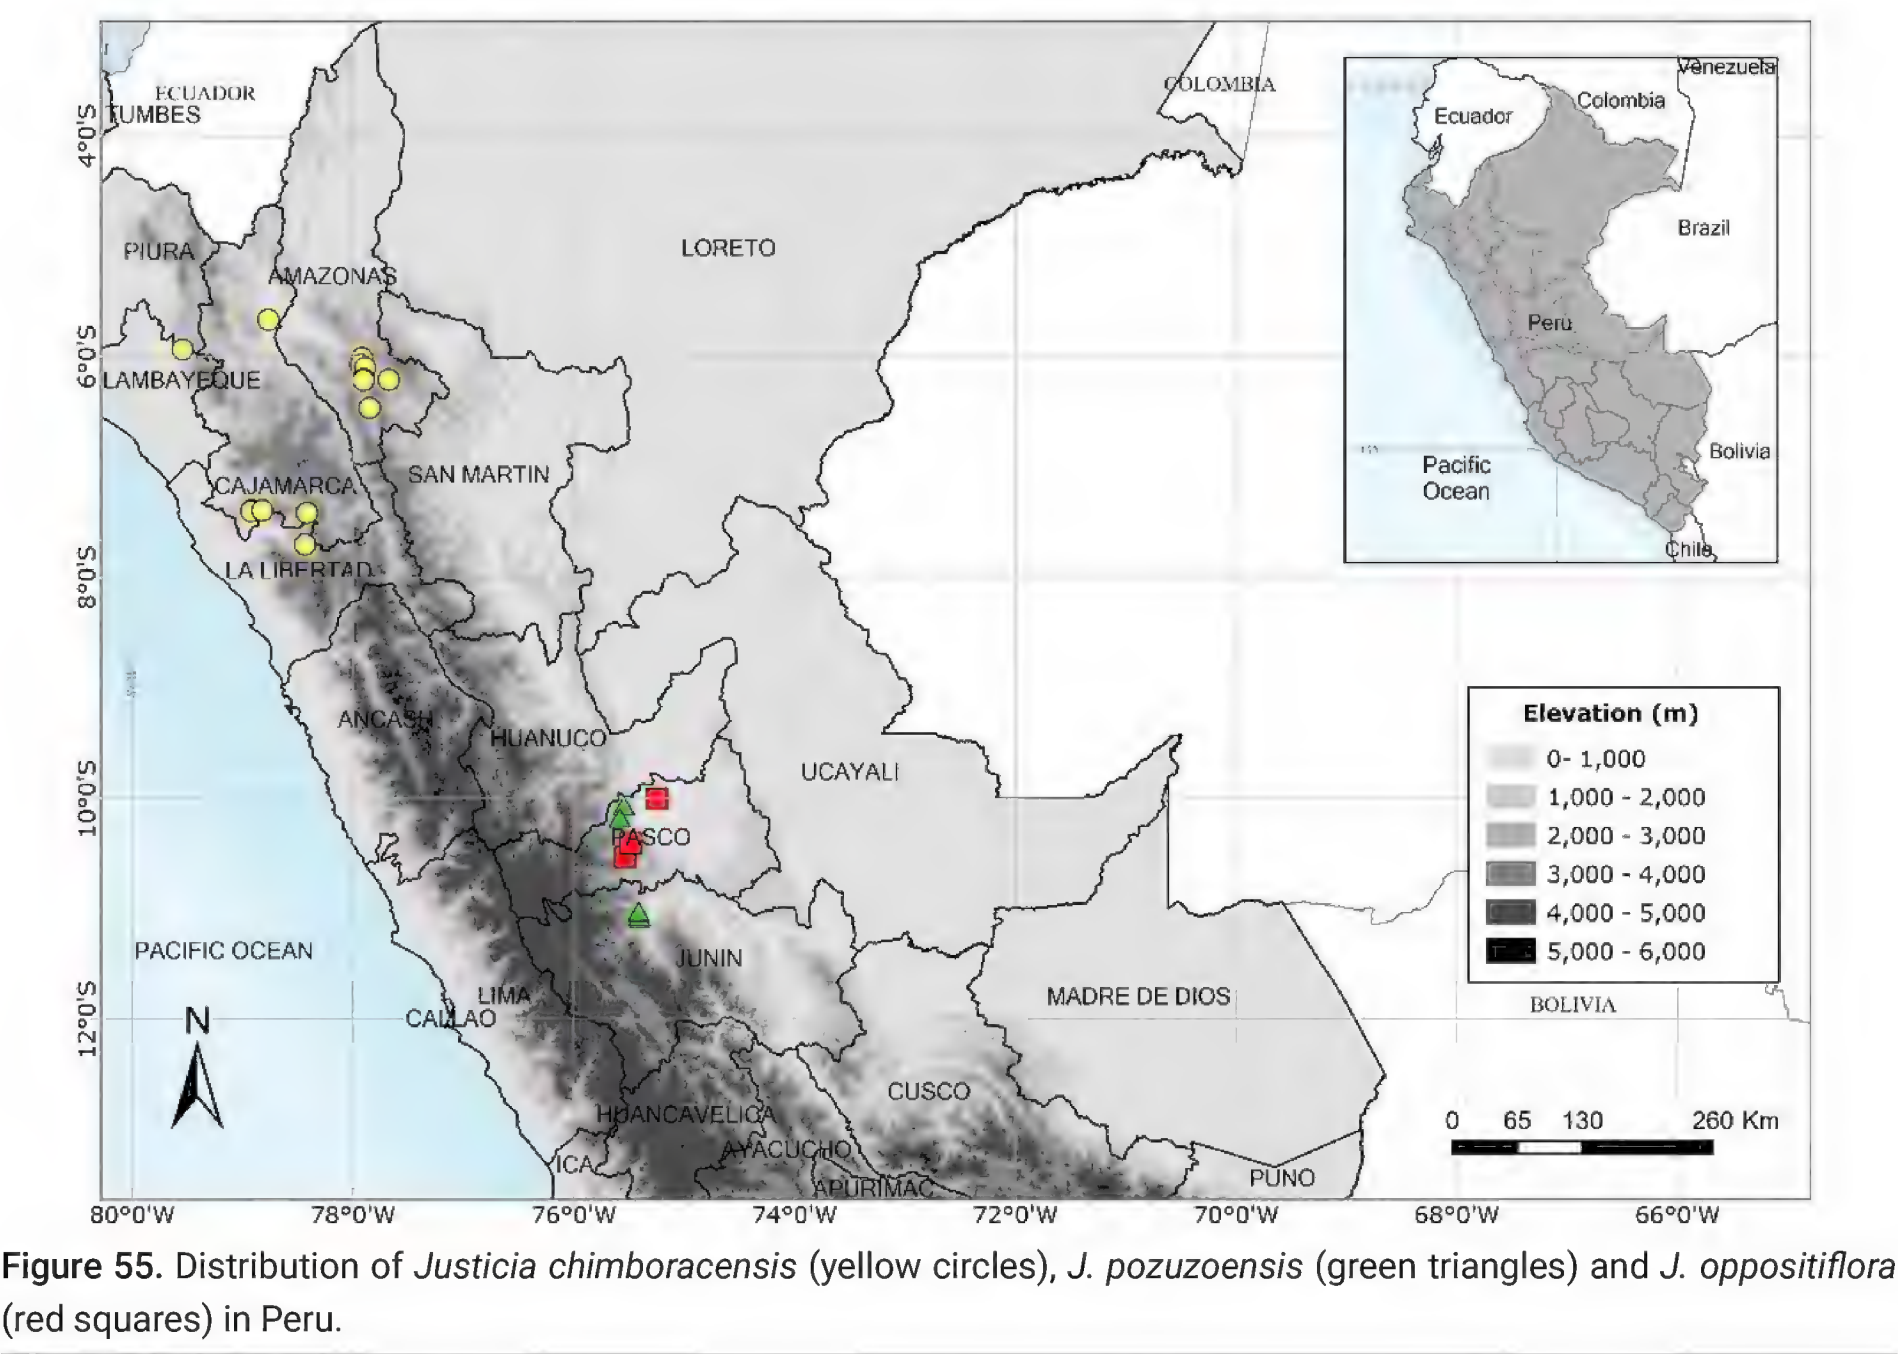 ECUADOR
TUMBES
COLOMBIA
PIURA
AMAZONAS
LORETO
LAMBAYEQUE
CAJAMARCA
SAN MARTIN
LA LIBERTAD
ANCASH
HUANUCO
UCAYALI
PASCO
PACIFIC OCEAN
JUNIN
LIMA
CALLAO
MADRE DE DIOS
BOLIVIA
CUSCO
HUANCAVELICA
AYACUCHO
ICA
APURIMAC
PUNO
N
4°0'S
6°0'S
8°0'S
10°0'S
12°0'S
80°0'W
78°0'W
76°0'W
74°0'W
72°0'W
70°0'W
68°0'W
66°0'W
Venezuela
Colombia
Ecuador
Brazil
Peru
Bolivia
Pacific
Ocean
Chile
Elevation (m)
0- 1,000
1,000 - 2,000
2,000 - 3,000
3,000 - 4,000
4,000 - 5,000
5,000 - 6,000
0 65 130 260 Km
Figure 55. Distribution of Justicia chimboracensis (yellow circles), J. pozuzoensis (green triangles) and J. oppositiflora
(red squares) in Peru.